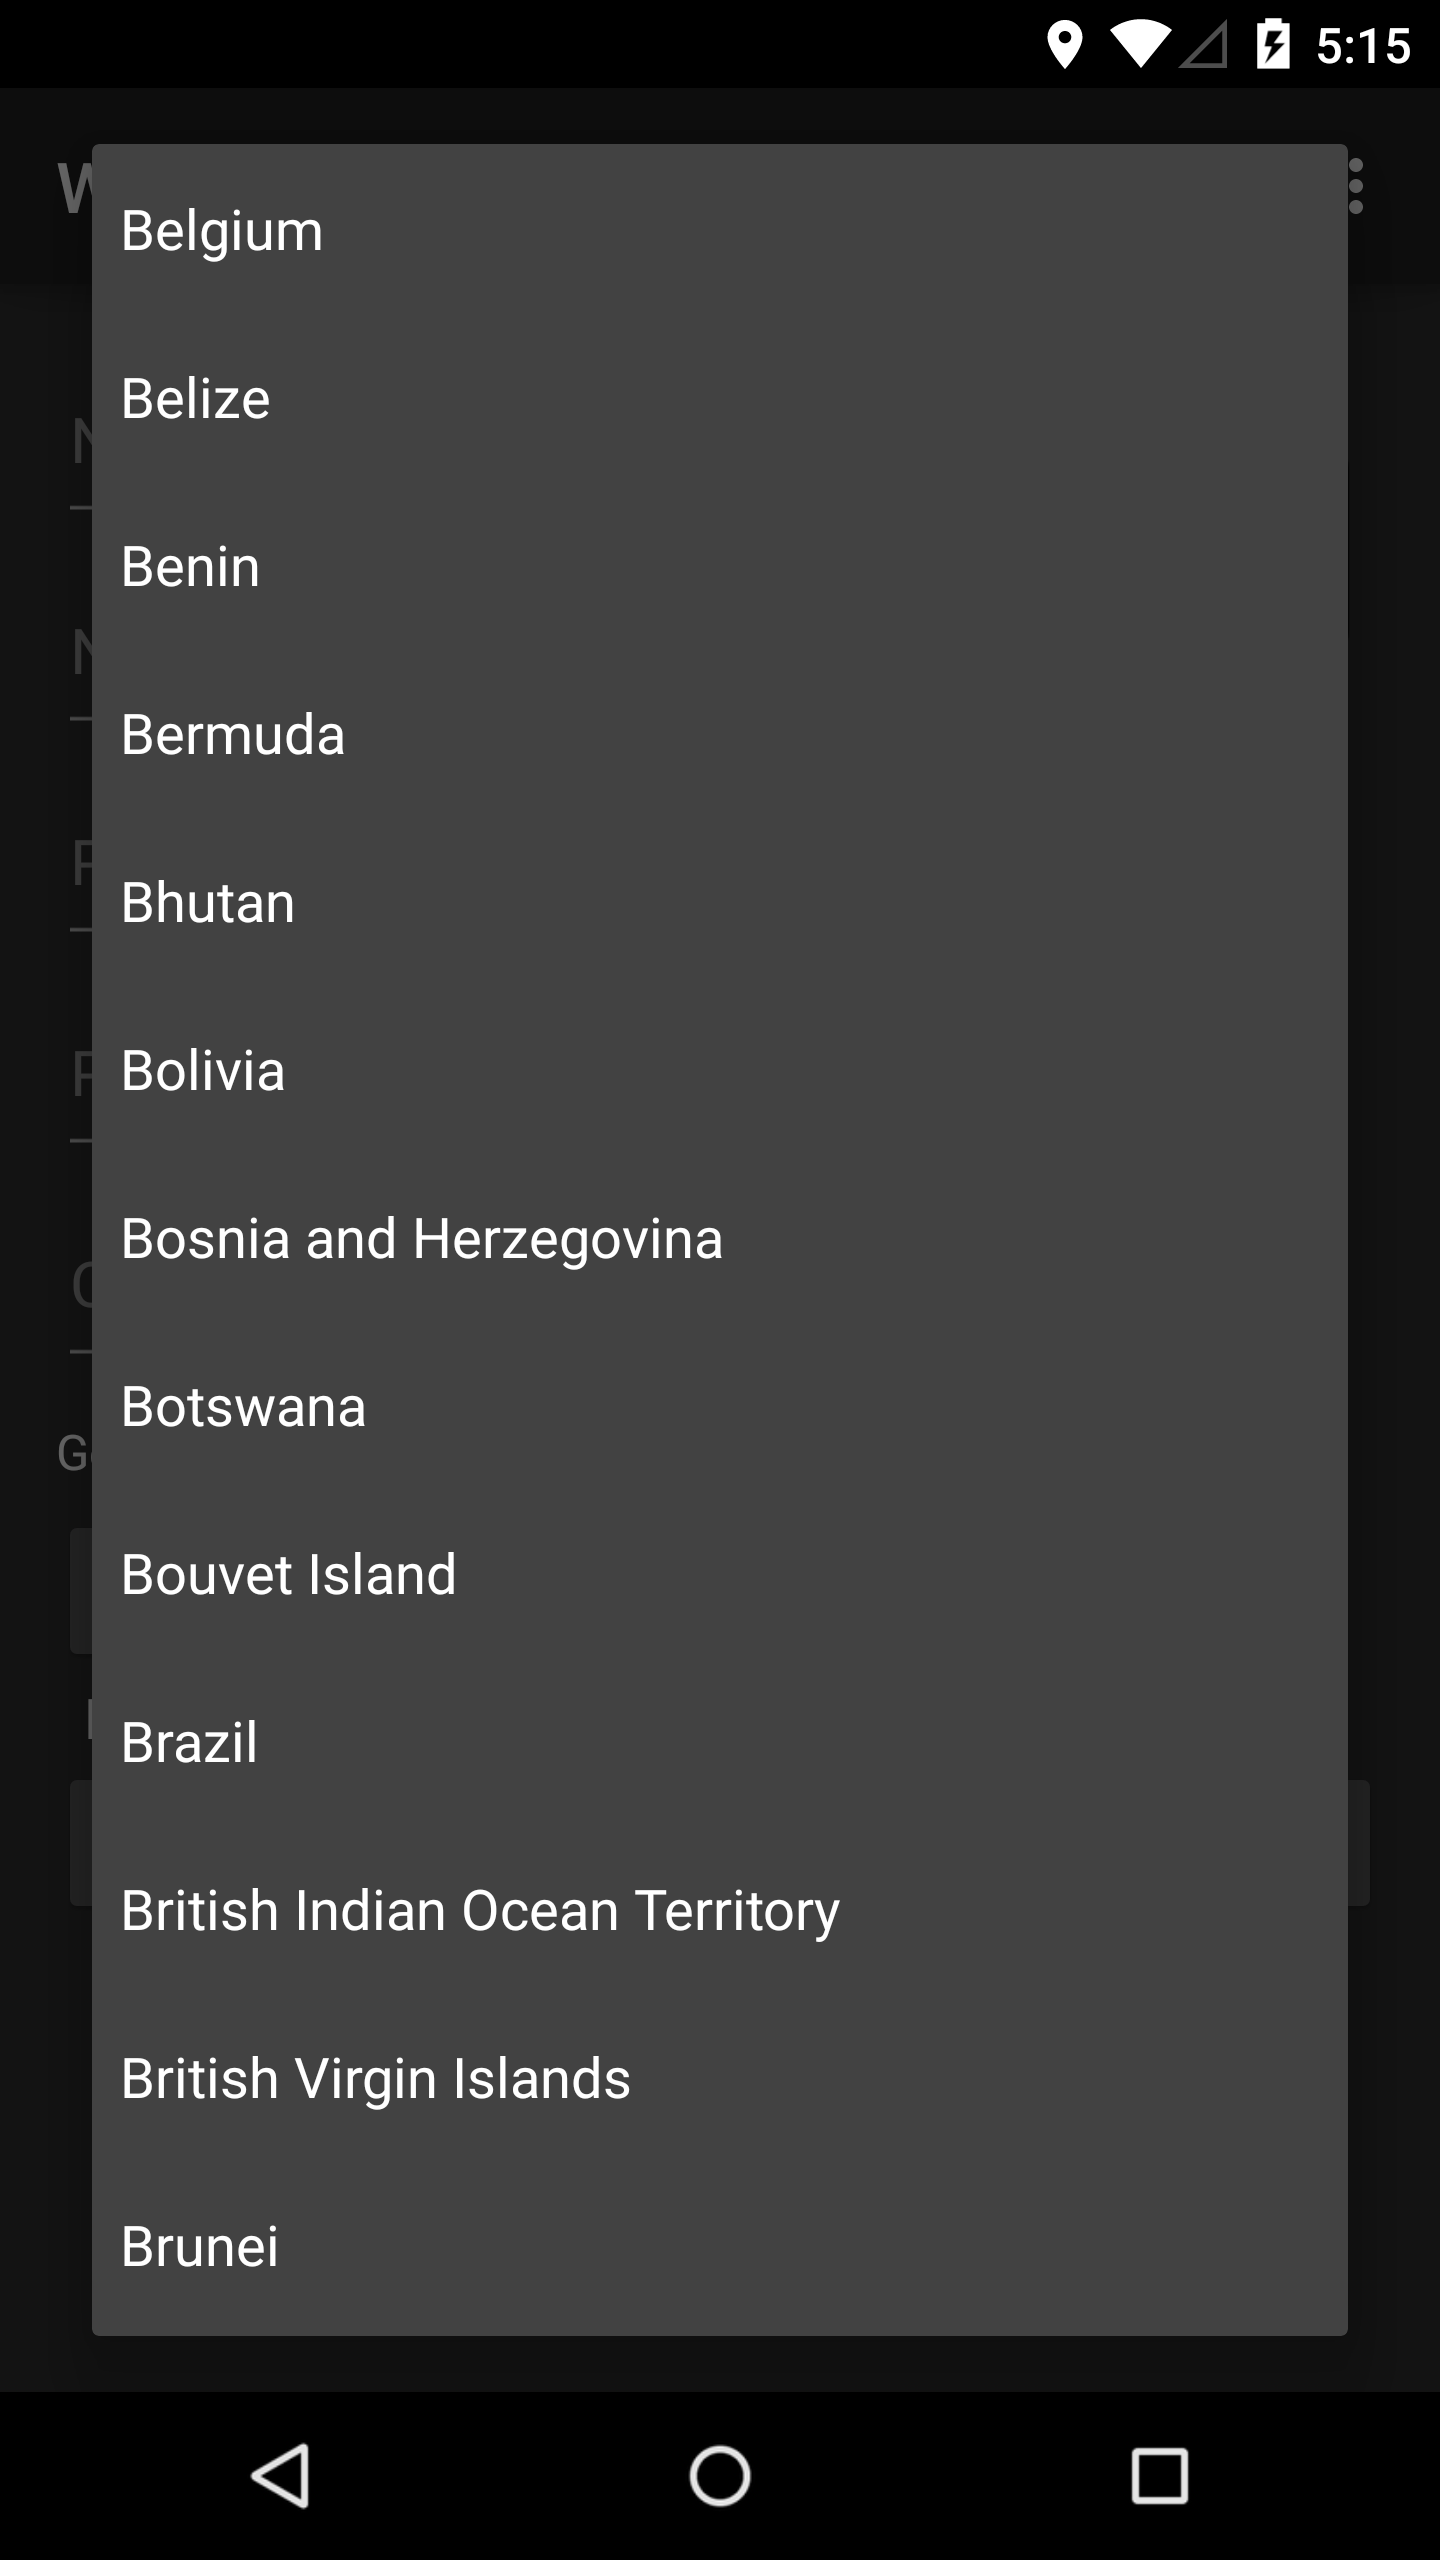 5:15
Belgium
Belize
Benin
Bermuda
Bhutan
Bolivia
Bosnia and Herzegovina
Botswana
Bouvet Island
Brazil
British Indian Ocean Territory
British Virgin Islands
Brunei